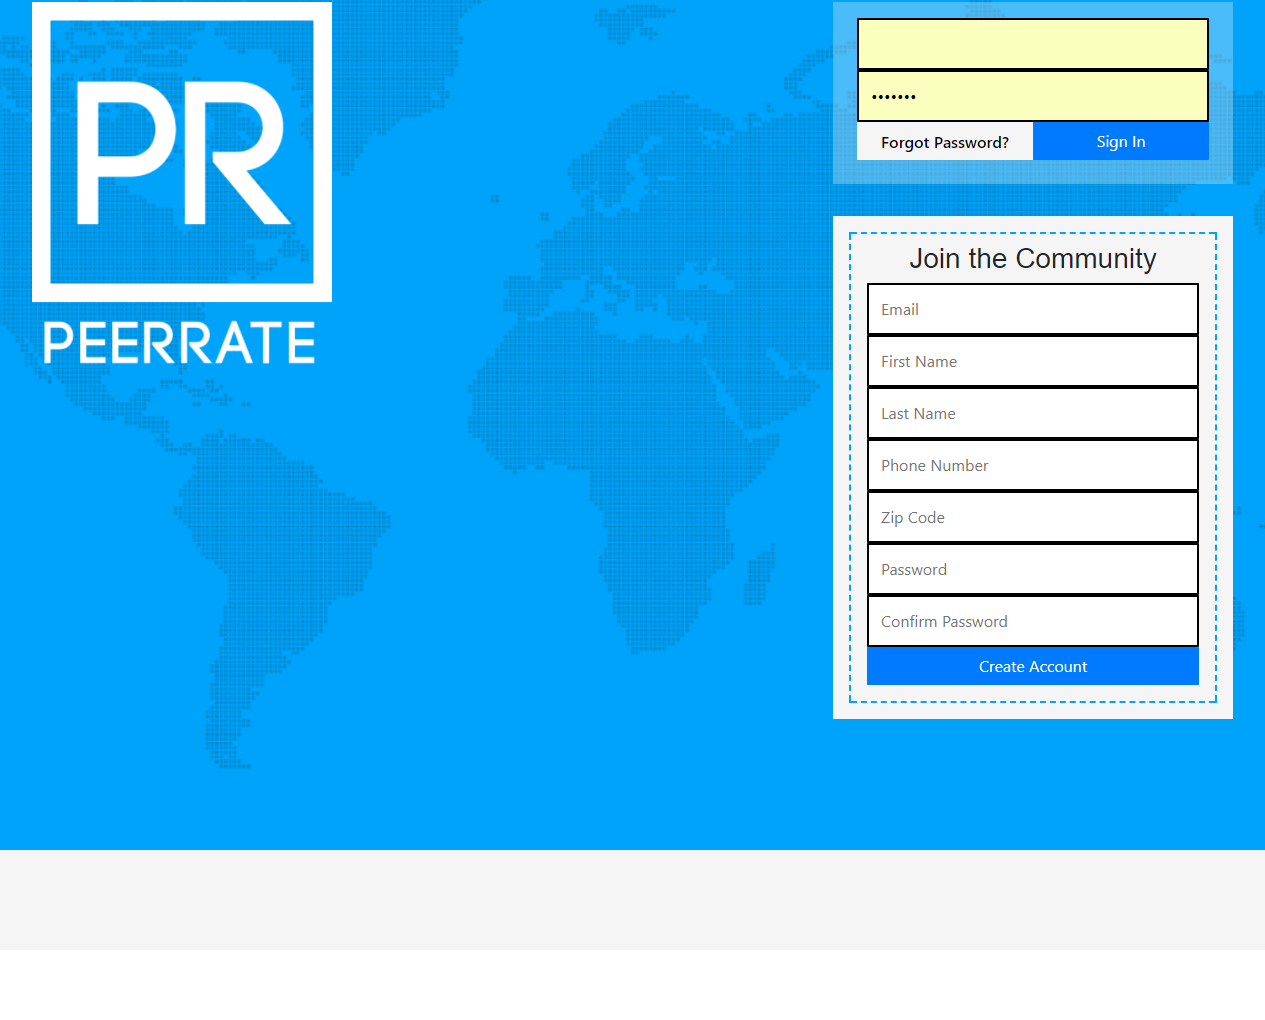 PR
PEERRATE
•••••••
Forgot Password?
Sign In
Join the Community
Email
First Name
Last Name
Phone Number
Zip Code
Password
Confirm Password
Create Account